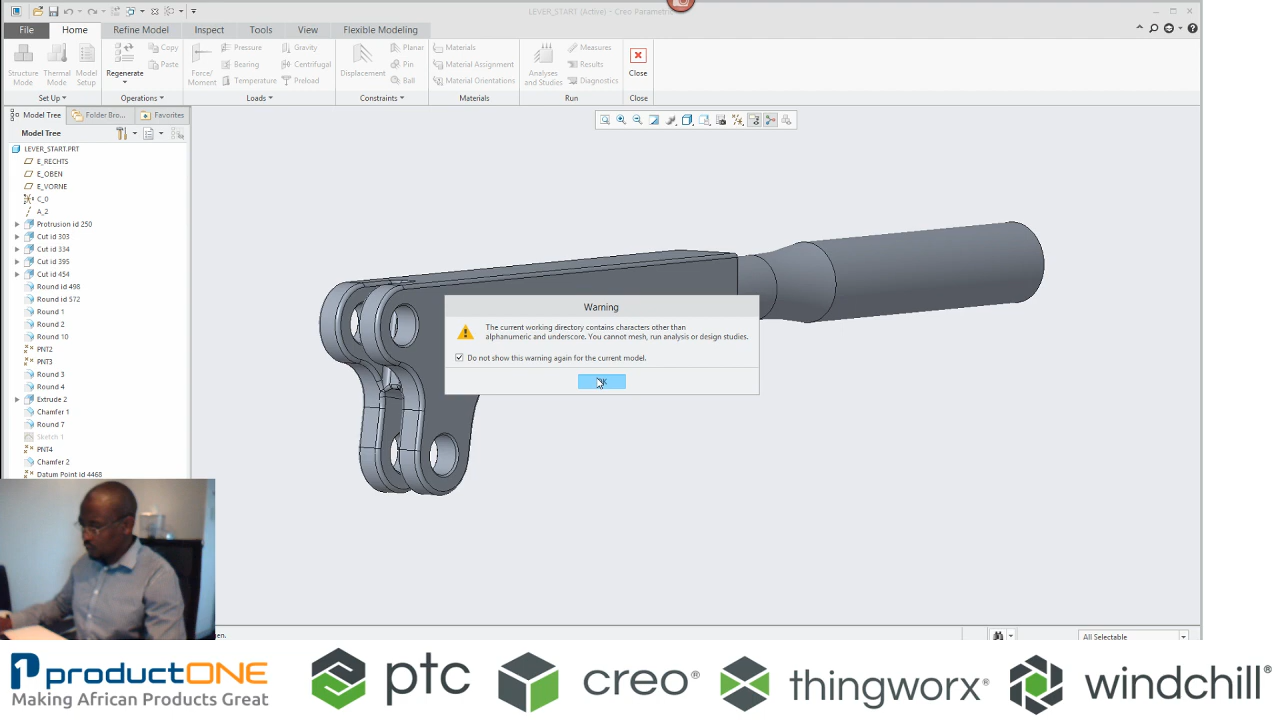 LEVER_START (Active) - Creo Parametric
File Home Refine Model Inspect Tools View Flexible Modeling
Structure Mode
Thermal Mode
Model Setup
Set Up
Regenerate
Copy
Paste
Operations
Force/Moment
Pressure
Bearing
Temperature
Gravity
Centrifugal
Preload
Loads
Displacement
Planar
Pin
Ball
Constraints
Materials
Material Assignment
Material Orientations
Materials
Analyses and Studies
Measures
Results
Diagnostics
Run
Close
Close
Model Tree Folder Bro... Favorites
Model Tree
LEVER_START.PRT
E_RECHTS
E_OBEN
E_VORNE
C_0
A_2
Protrusion id 250
Cut id 303
Cut id 334
Cut id 395
Cut id 454
Round id 498
Round id 572
Round 1
Round 2
Round 10
PNT2
PNT3
Round 3
Round 4
Extrude 2
Chamfer 1
Round 7
Sketch 1
PNT4
Chamfer 2
Datum Point id 4468
Warning
The current working directory contains characters other than
alphanumeric and underscore. You cannot mesh, run analysis or design studies.
Do not show this warning again for the current model.
OK
All Selectable
productONE
Making African Products Great
ptc
creo®
thingworx®
windchill®